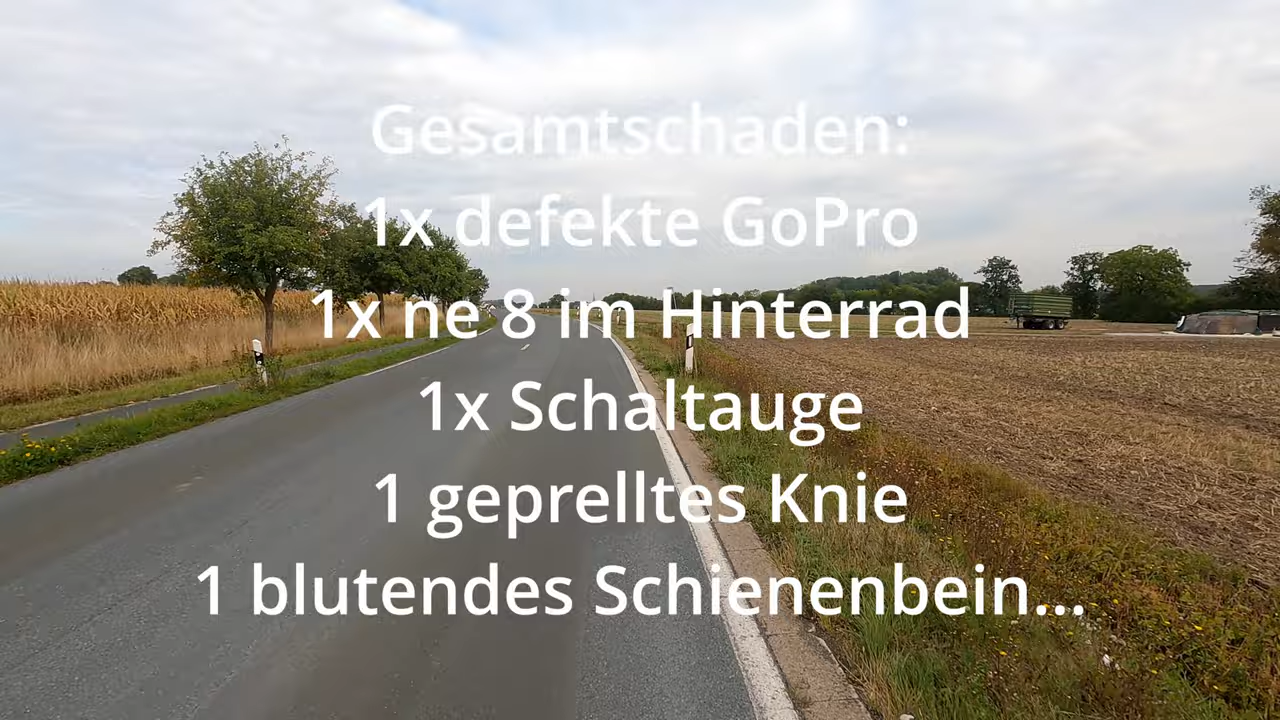 Gesamtschaden:
1x defekte GoPro
1x ne 8 im Hinterrad
1x Schaltauge
1 geprelltes Knie
1 blutendes Schienenbein...